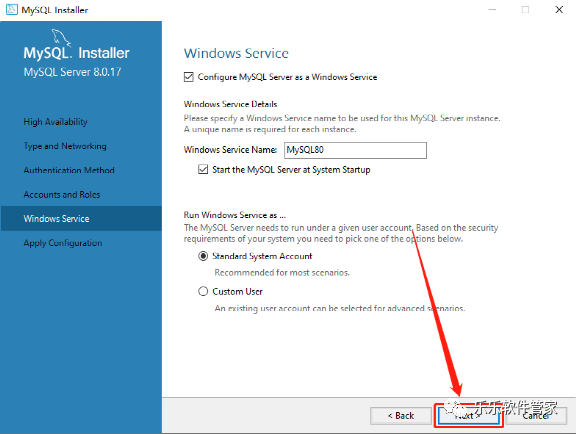 MySQL Installer
MySQL. Installer
MySQL Server 8.0.17
High Availability
Type and Networking
Authentication Method
Accounts and Roles
Windows Service
Apply Configuration
Windows Service
Configure MySQL Server as a Windows Service
Windows Service Details
Please specify a Windows Service name to be used for this MySQL Server instance.
A unique name is required for each instance.
Windows Service Name: MySQL80
Start the MySQL Server at System Startup
Run Windows Service as ...
The MySQL Server needs to run under a given user account. Based on the security
requirements of your system you need to pick one of the options below.
Standard System Account
Recommended for most scenarios.
Custom User
An existing user account can be selected for advanced scenarios.
< Back Next > Cancel
乐乐软件管家